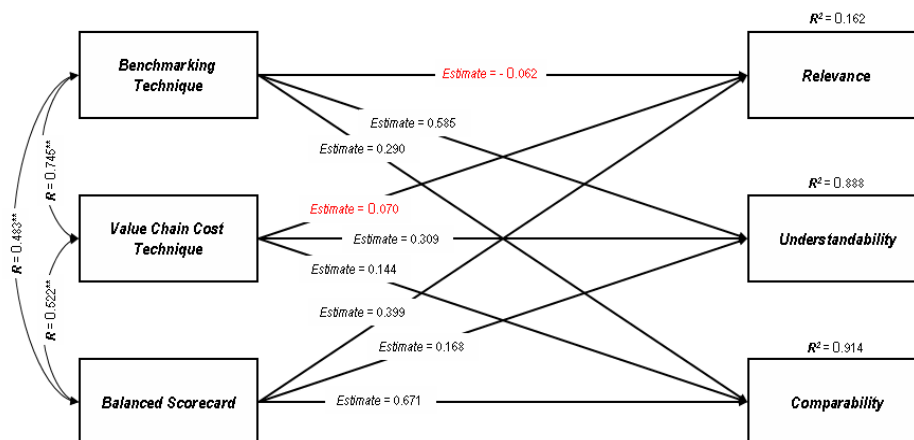 R² = 0.162
Benchmarking
Technique
Estimate = - 0.062
Relevance
Estimate = 0.585
Estimate = 0.290
R = 0.745**
R² = 0.888
Estimate = 0.070
Value Chain Cost
Technique
Estimate = 0.309
Understandability
R = 0.483**
Estimate = 0.144
R = 0.522**
Estimate = 0.399
Estimate = 0.168
R² = 0.914
Balanced Scorecard
Estimate = 0.671
Comparability